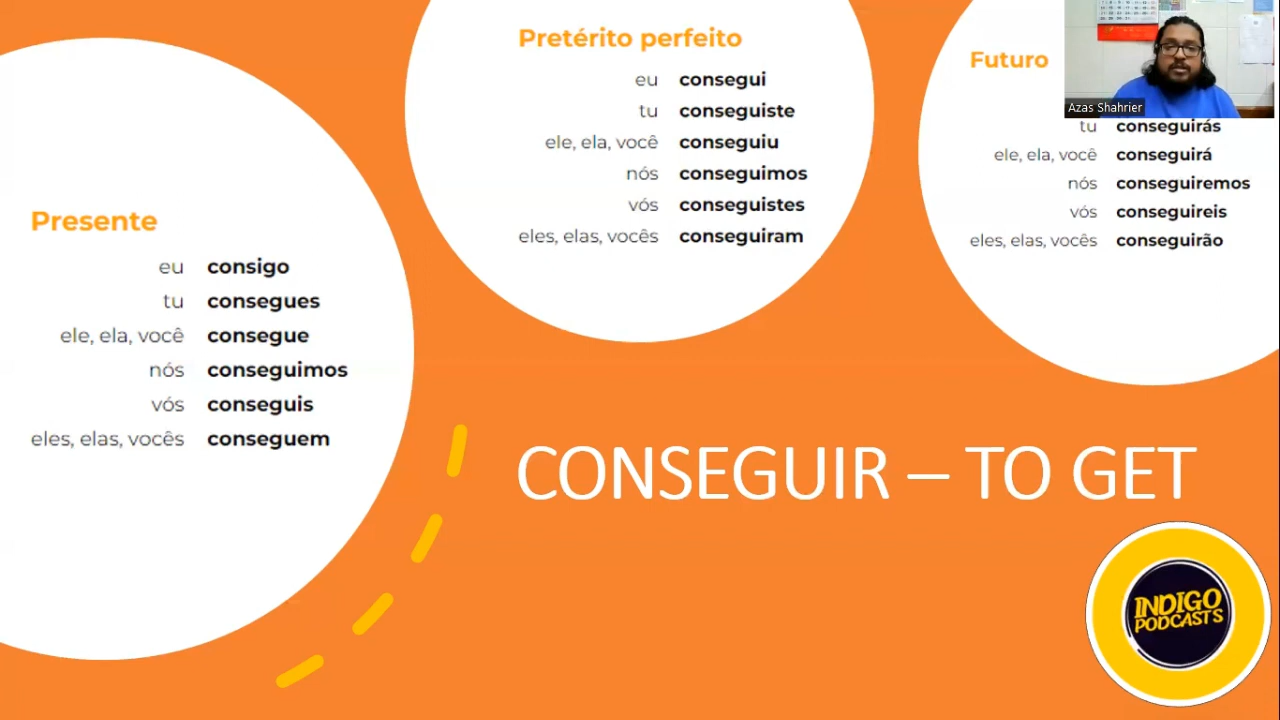 Presente
eu consigo
tu consegues
ele, ela, você consegue
nós conseguimos
vós conseguis
eles, elas, vocês conseguem
Pretérito perfeito
eu consegui
tu conseguiste
ele, ela, você conseguiu
nós conseguimos
vós conseguistes
eles, elas, vocês conseguiram
Futuro
tu conseguirás
ele, ela, você conseguirá
nós conseguiremos
vós conseguireis
eles, elas, vocês conseguirão
Azas Shahrier
CONSEGUIR – TO GET
INDIGO
PODCASTS